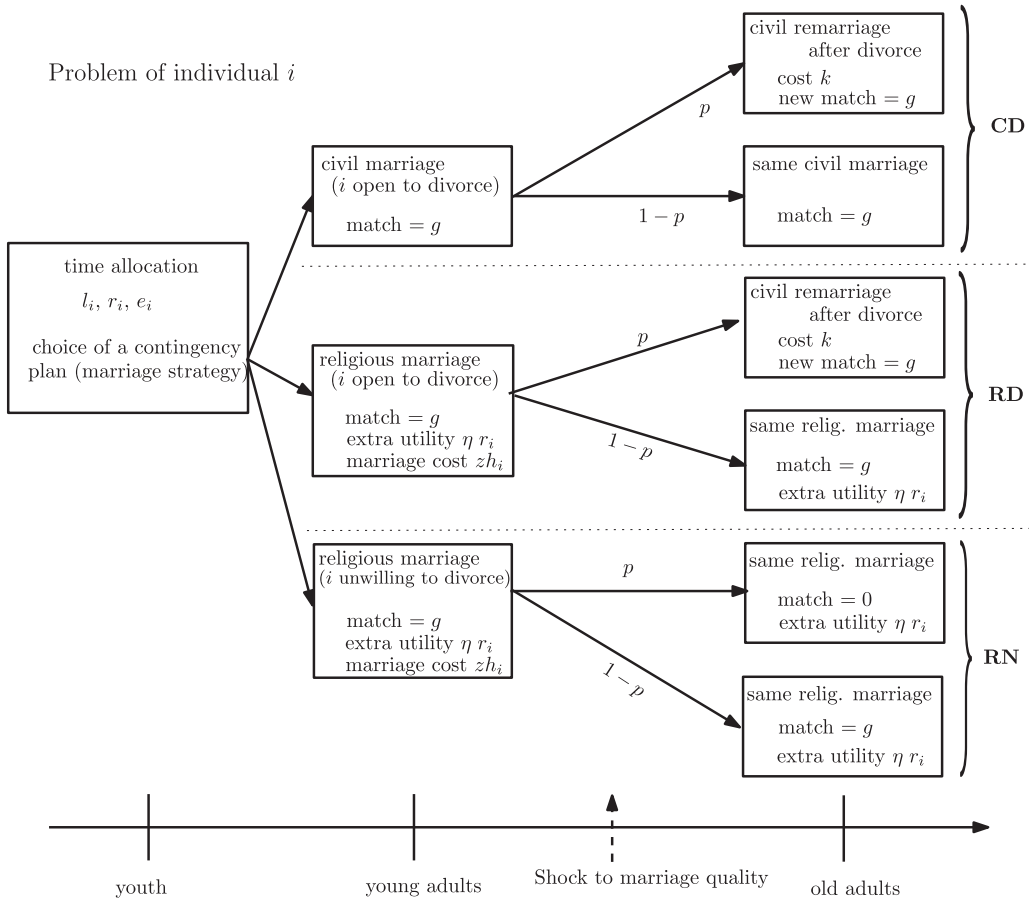 Problem of individual i
time allocation
l_i, r_i, e_i
choice of a contingency
plan (marriage strategy)
civil marriage
(i open to divorce)
match = g
p
1 − p
civil remarriage
after divorce
cost k
new match = g
same civil marriage
match = g
CD
religious marriage
(i open to divorce)
match = g
extra utility η r_i
marriage cost zh_i
p
1−p
civil remarriage
after divorce
cost k
new match = g
same relig. marriage
match = g
extra utility η r_i
RD
religious marriage
(i unwilling to divorce)
match = g
extra utility η r_i
marriage cost zh_i
p
1−p
same relig. marriage
match = 0
extra utility η r_i
same relig. marriage
match = g
extra utility η r_i
RN
youth
young adults
Shock to marriage quality
old adults